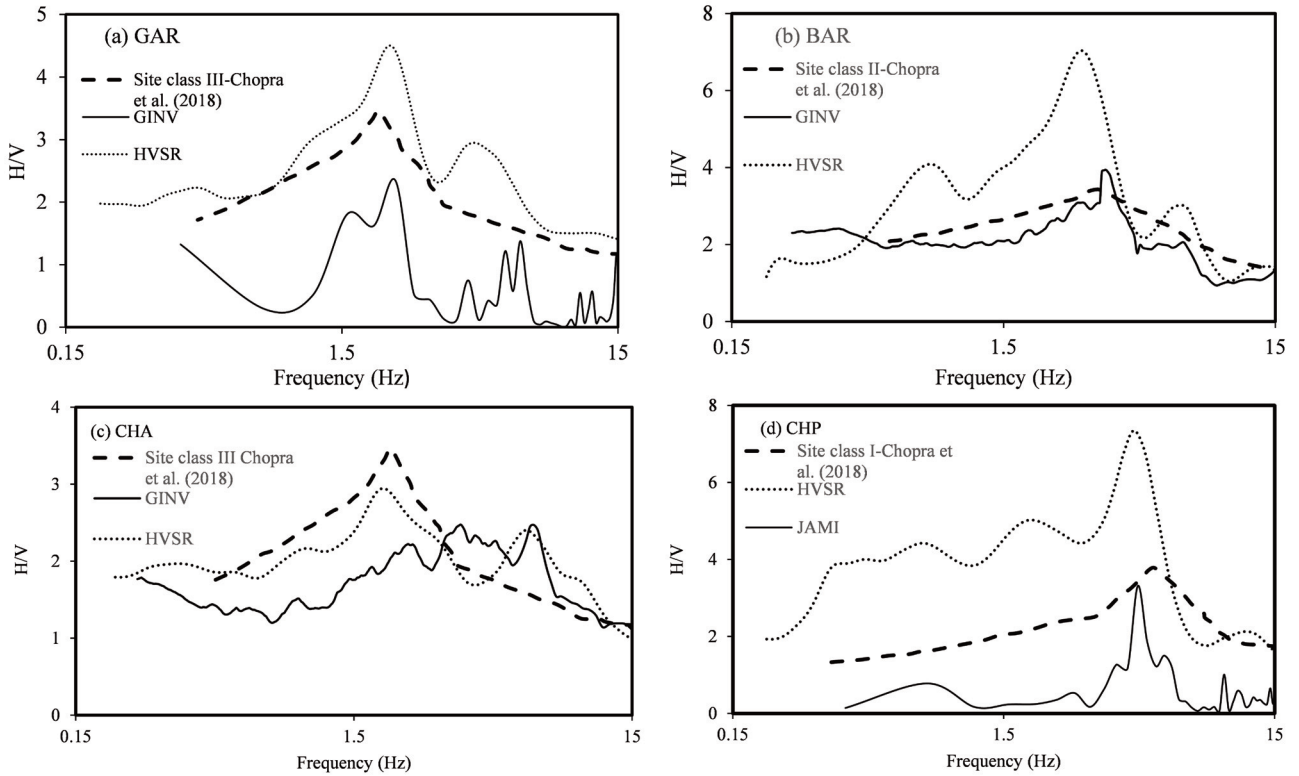 (a) GAR
Site class III-Chopra
et al. (2018)
GINV
HVSR
H/V
5
4
3
2
1
0
0.15
1.5
15
Frequency (Hz)
(b) BAR
Site class II-Chopra
et al. (2018)
GINV
HVSR
H/V
8
6
4
2
0
0.15
1.5
15
Frequency (Hz)
(c) CHA
Site class III Chopra
et al. (2018)
GINV
HVSR
H/V
4
3
2
1
0
0.15
1.5
15
Frequency (Hz)
(d) CHP
Site class I-Chopra et
al. (2018)
HVSR
JAMI
H/V
8
6
4
2
0
0.15
1.5
15
Frequency (Hz)